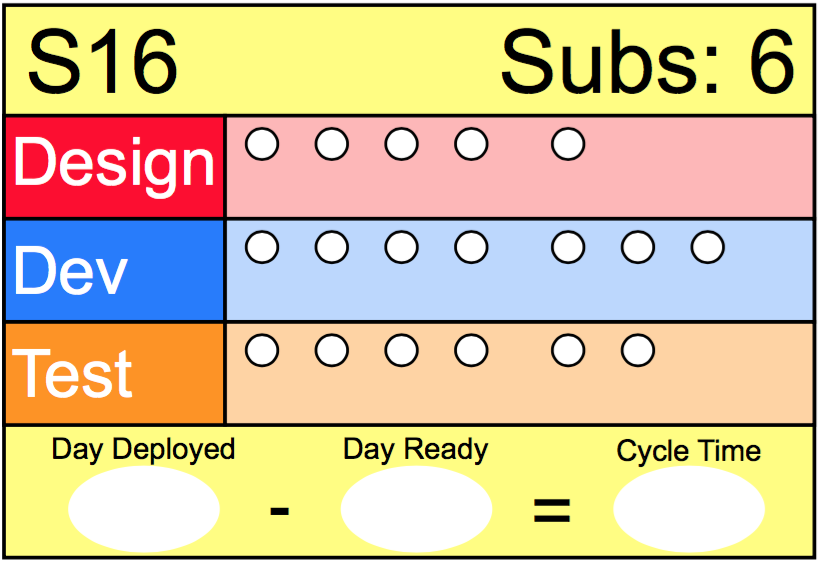 S16 Subs: 6
Design
Dev
Test
Day Deployed Day Ready Cycle Time
- =